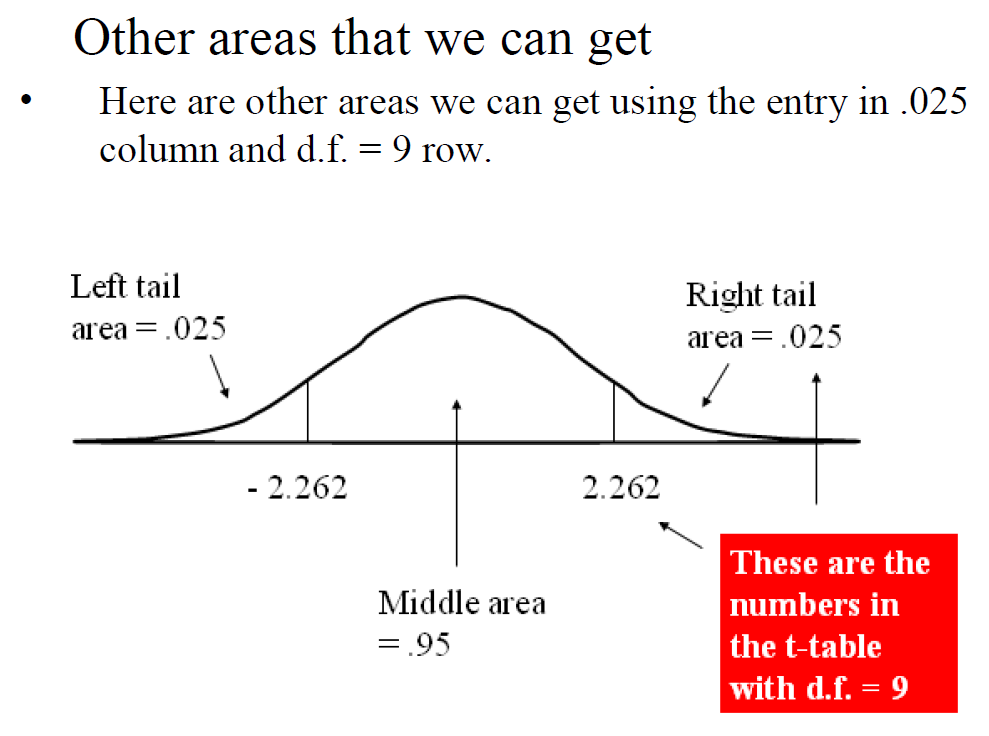 Other areas that we can get
• Here are other areas we can get using the entry in .025
column and d.f. = 9 row.
Left tail
area = .025
Right tail
area = .025
- 2.262
2.262
Middle area
= .95
These are the
numbers in
the t-table
with d.f. = 9